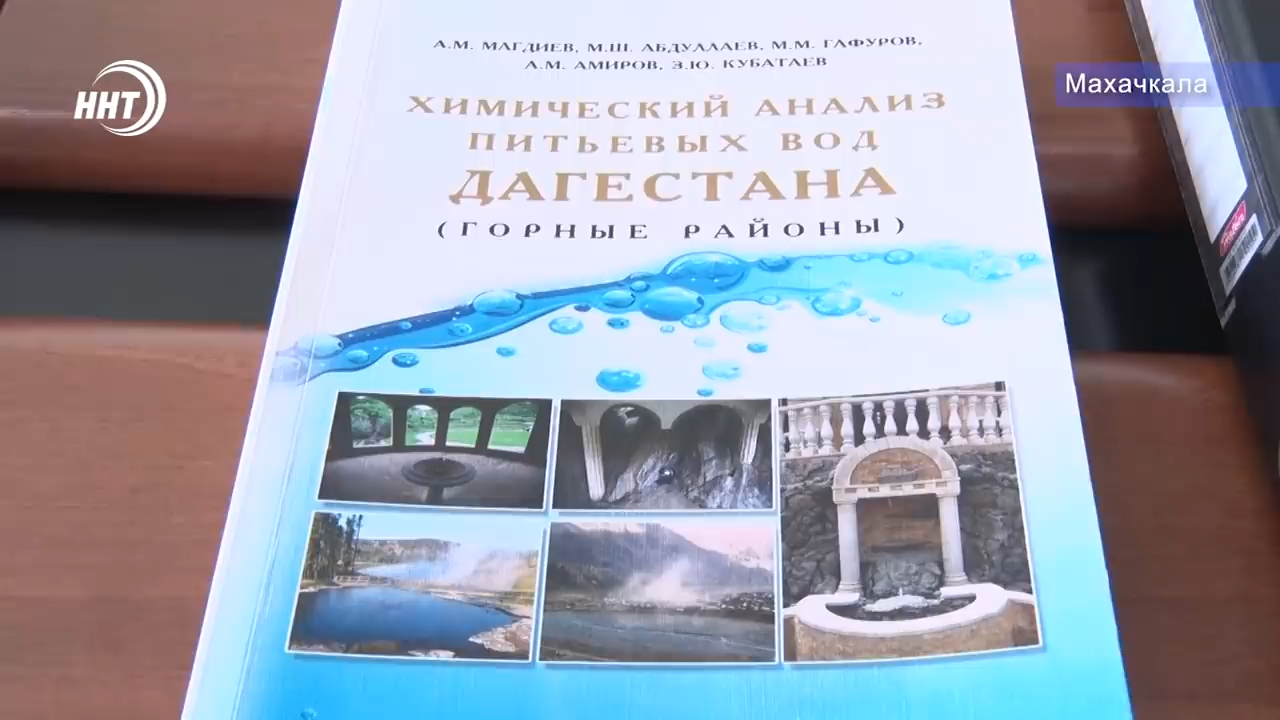 А.М. МАГДИЕВ, М.Ш. АБДУЛЛАЕВ, М.М. ГАФУРОВ,
А.М. АМИРОВ, З.Ю. КУБАТАЕВ
ХИМИЧЕСКИЙ АНАЛИЗ
ПИТЬЕВЫХ ВОД
ДАГЕСТАНА
(ГОРНЫЕ РАЙОНЫ)
ННТ
Махачкала